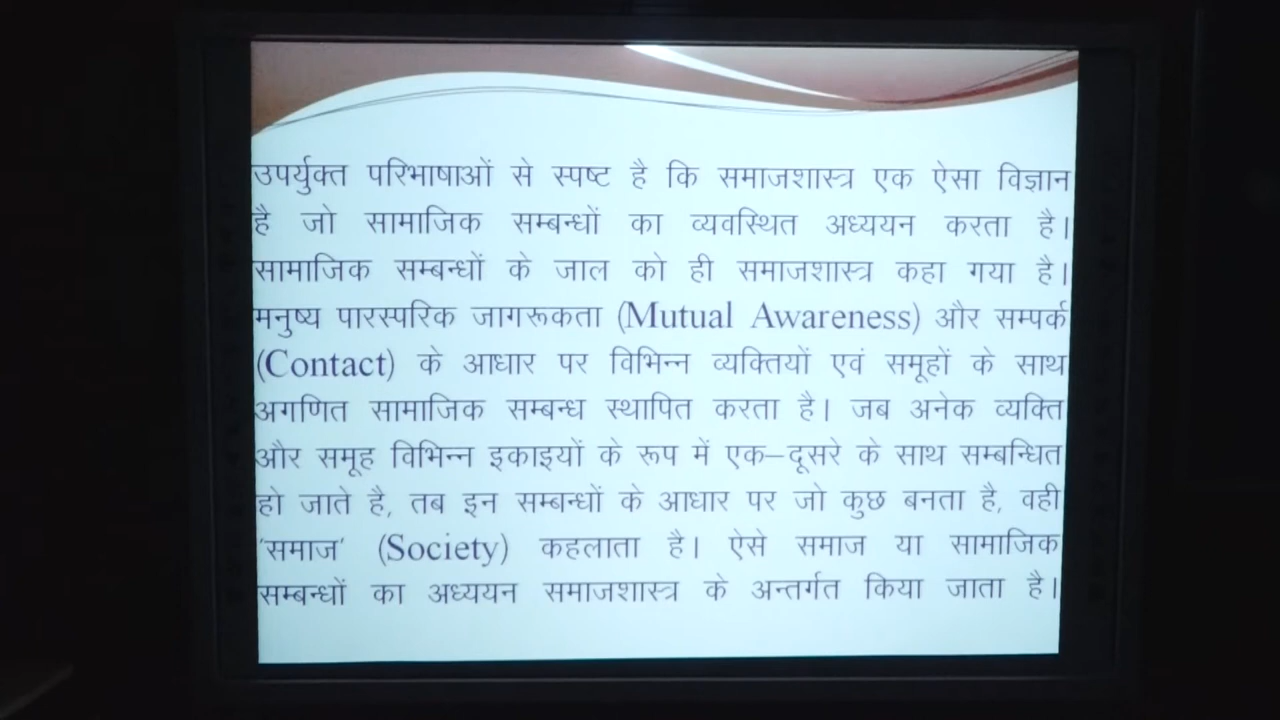 उपर्युक्त परिभाषाओं से स्पष्ट है कि समाजशास्त्र एक ऐसा विज्ञान
है जो सामाजिक सम्बन्धों का व्यवस्थित अध्ययन करता है।
सामाजिक सम्बन्धों के जाल को ही समाजशास्त्र कहा गया है।
मनुष्य पारस्परिक जागरूकता (Mutual Awareness) और सम्पर्क
(Contact) के आधार पर विभिन्न व्यक्तियों एवं समूहों के साथ
अगणित सामाजिक सम्बन्ध स्थापित करता है। जब अनेक व्यक्ति
और समूह विभिन्न इकाइयों के रूप में एक–दूसरे के साथ सम्बन्धित
हो जाते है, तब इन सम्बन्धों के आधार पर जो कुछ बनता है, वही
'समाज' (Society) कहलाता है। ऐसे समाज या सामाजिक
सम्बन्धों का अध्ययन समाजशास्त्र के अन्तर्गत किया जाता है।